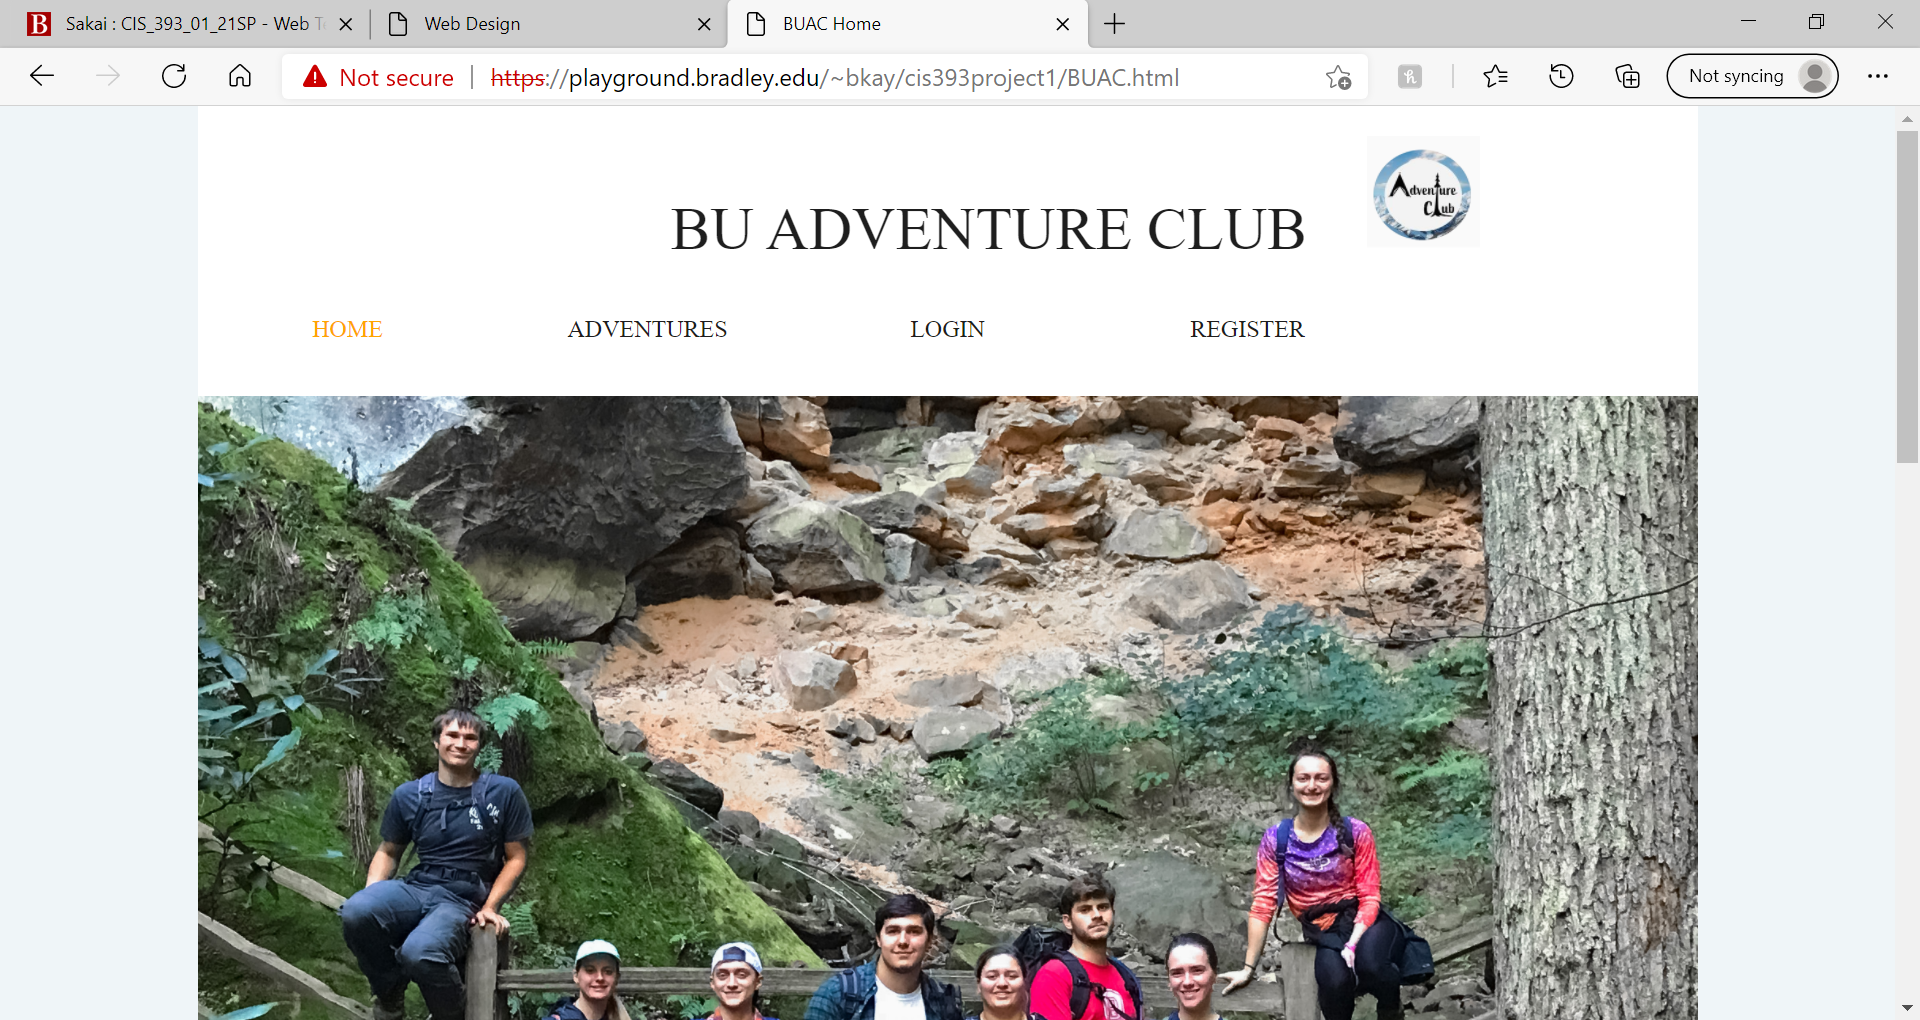 Sakai : CIS_393_01_21SP - Web Te
Web Design
BUAC Home
Not secure
https://playground.bradley.edu/~bkay/cis393project1/BUAC.html
Not syncing
BU ADVENTURE CLUB
Adventure
Club
HOME
ADVENTURES
LOGIN
REGISTER